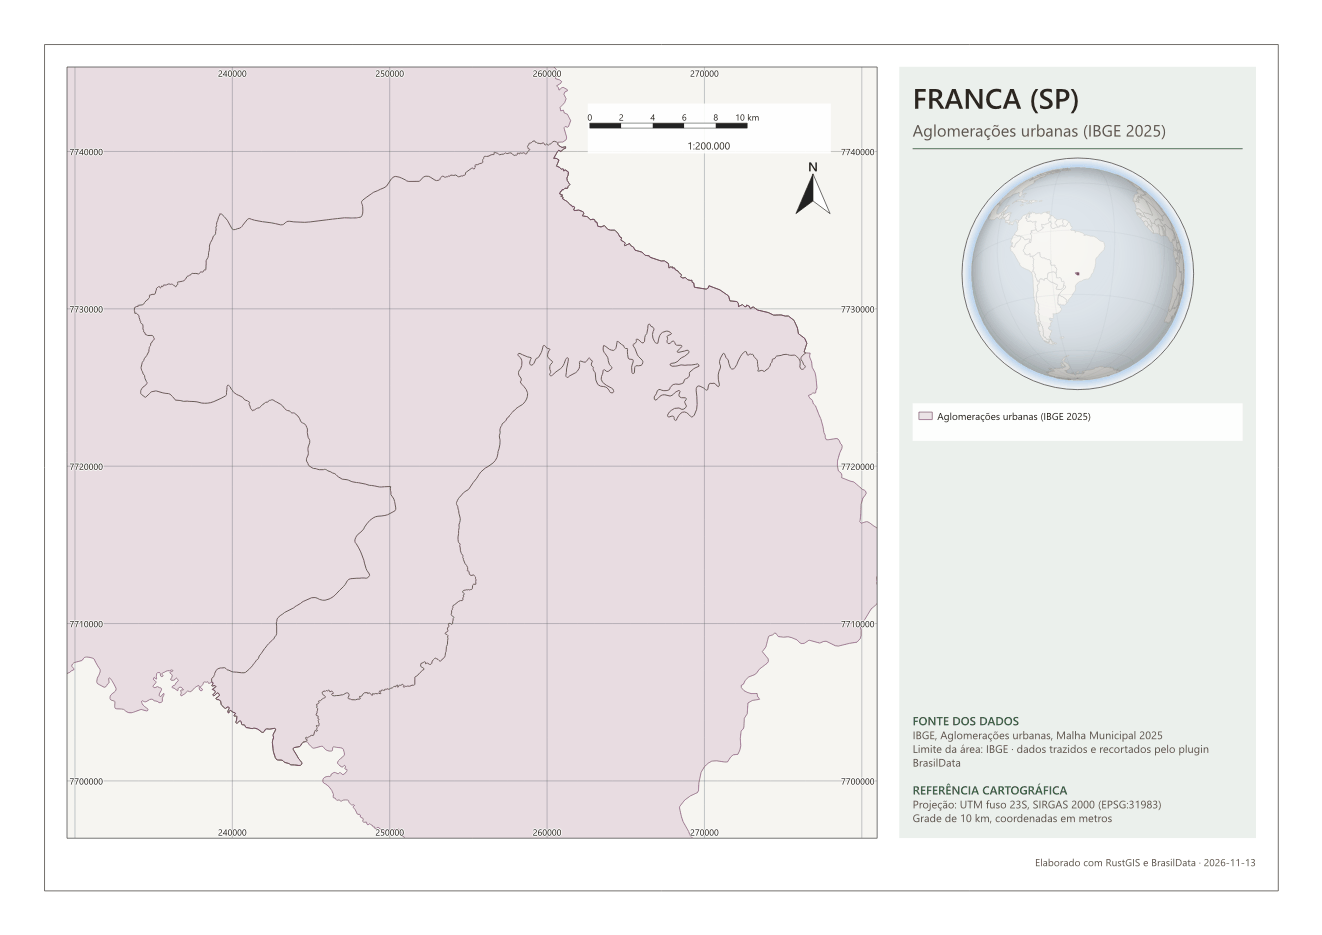 240000 250000 260000 270000
0 2 4 6 8 10 km
1:200.000
N
7740000 7740000
7730000 7730000
7720000 7720000
7710000 7710000
7700000 7700000
240000 250000 260000 270000
FRANCA (SP)
Aglomerações urbanas (IBGE 2025)
Aglomerações urbanas (IBGE 2025)
FONTE DOS DADOS
IBGE, Aglomerações urbanas, Malha Municipal 2025
Limite da área: IBGE · dados trazidos e recortados pelo plugin
BrasilData
REFERÊNCIA CARTOGRÁFICA
Projeção: UTM fuso 23S, SIRGAS 2000 (EPSG:31983)
Grade de 10 km, coordenadas em metros
Elaborado com RustGIS e BrasilData · 2026-11-13